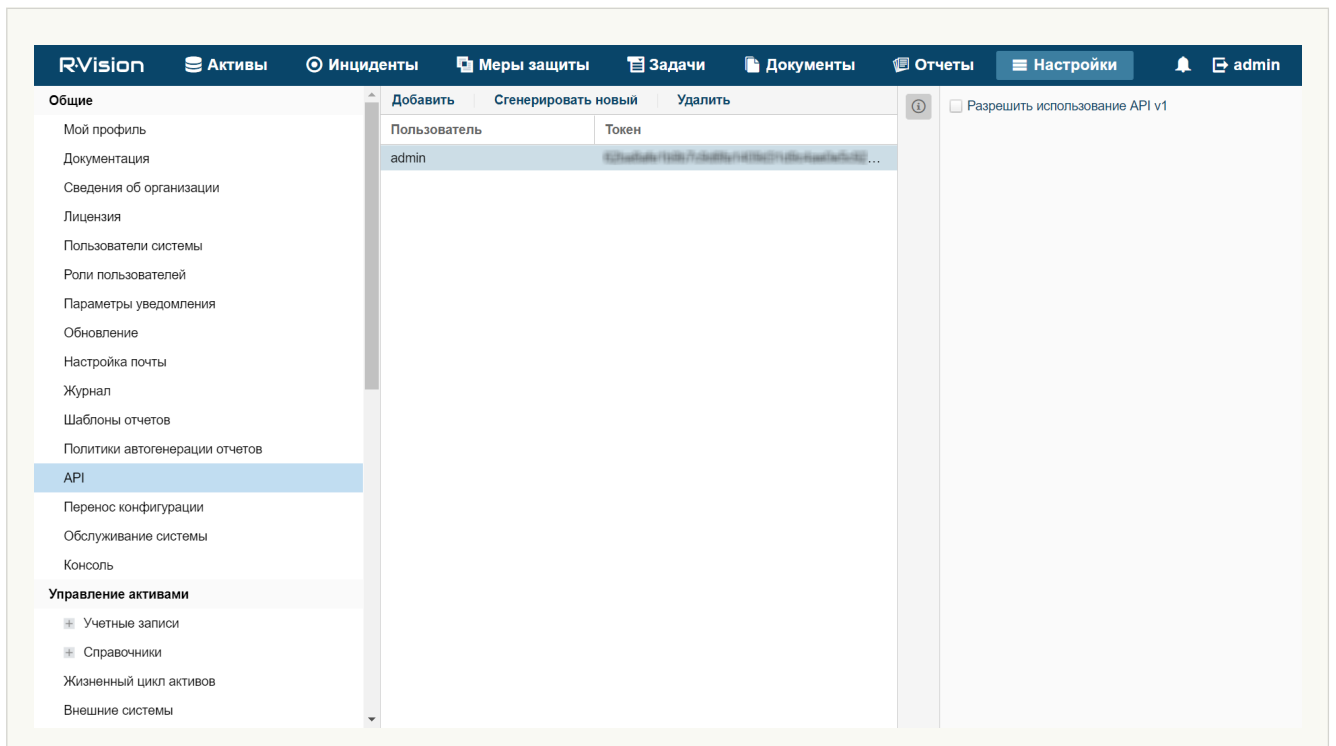 R·Vision Активы Инциденты Меры защиты Задачи Документы Отчеты Настройки admin
Общие
Мой профиль
Документация
Сведения об организации
Лицензия
Пользователи системы
Роли пользователей
Параметры уведомления
Обновление
Настройка почты
Журнал
Шаблоны отчетов
Политики автогенерации отчетов
API
Перенос конфигурации
Обслуживание системы
Консоль
Управление активами
Учетные записи
Справочники
Жизненный цикл активов
Внешние системы
Добавить Сгенерировать новый Удалить
Пользователь Токен
admin
Разрешить использование API v1